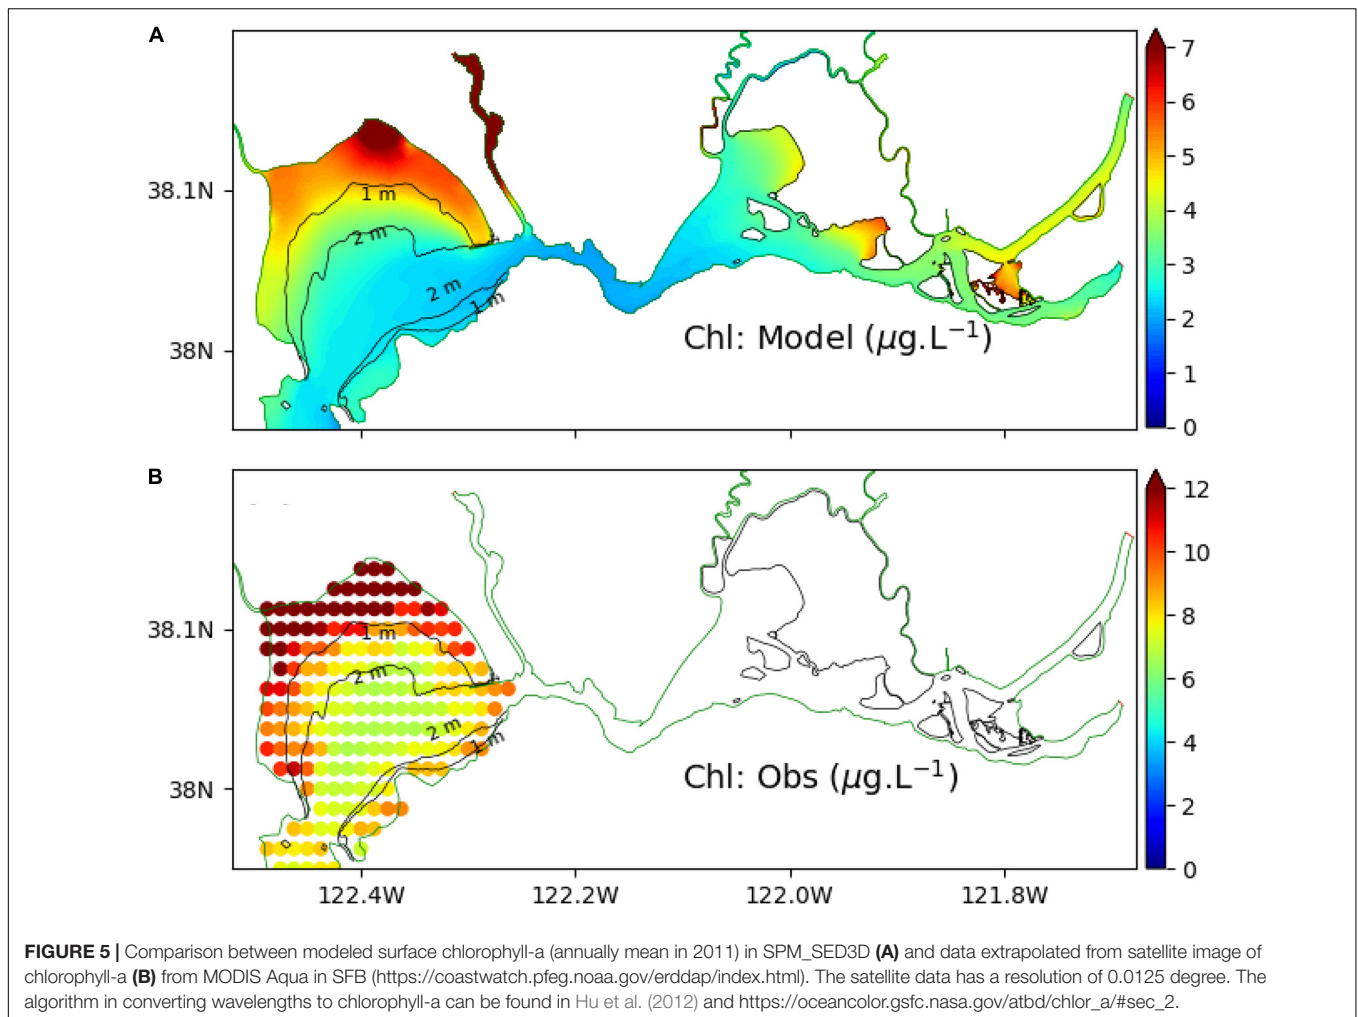 A
7
6
5
4
3
2
1
0
38.1N
38N
1 m
2 m
2 m
1 m
Chl: Model (μg.L⁻¹)
B
12
10
8
6
4
2
0
38.1N
38N
1 m
2 m
2 m
1 m
Chl: Obs (μg.L⁻¹)
122.4W 122.2W 122.0W 121.8W
FIGURE 5 | Comparison between modeled surface chlorophyll-a (annually mean in 2011) in SPM_SED3D (A) and data extrapolated from satellite image of
chlorophyll-a (B) from MODIS Aqua in SFB (https://coastwatch.pfeg.noaa.gov/erddap/index.html). The satellite data has a resolution of 0.0125 degree. The
algorithm in converting wavelengths to chlorophyll-a can be found in Hu et al. (2012) and https://oceancolor.gsfc.nasa.gov/atbd/chlor_a/#sec_2.